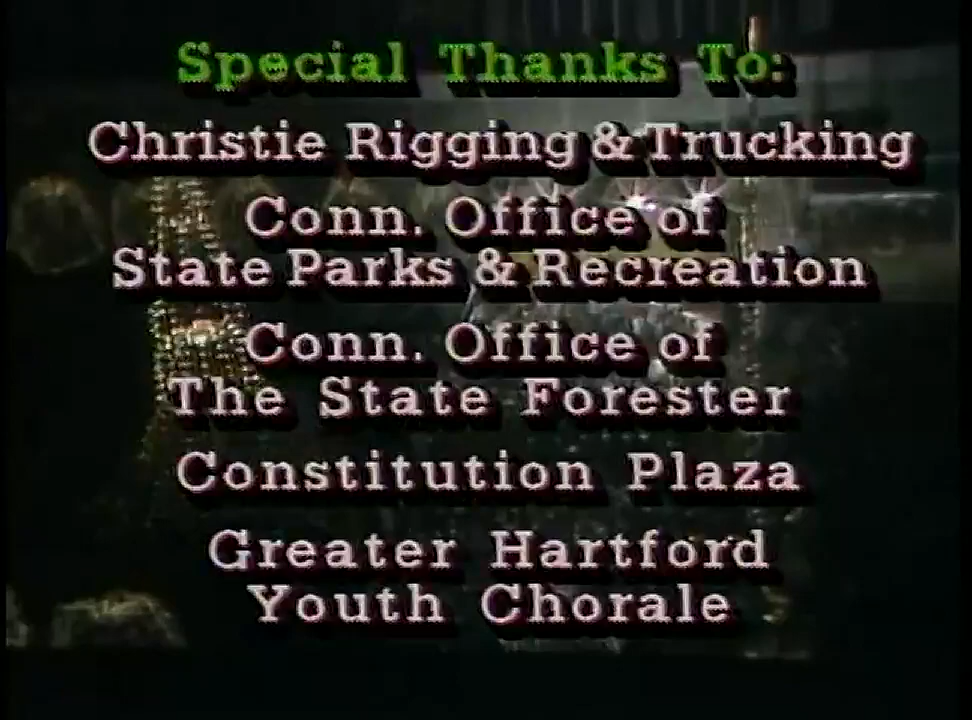 Special Thanks To:
Christie Rigging & Trucking
Conn. Office of
State Parks & Recreation
Conn. Office of
The State Forester
Constitution Plaza
Greater Hartford
Youth Chorale